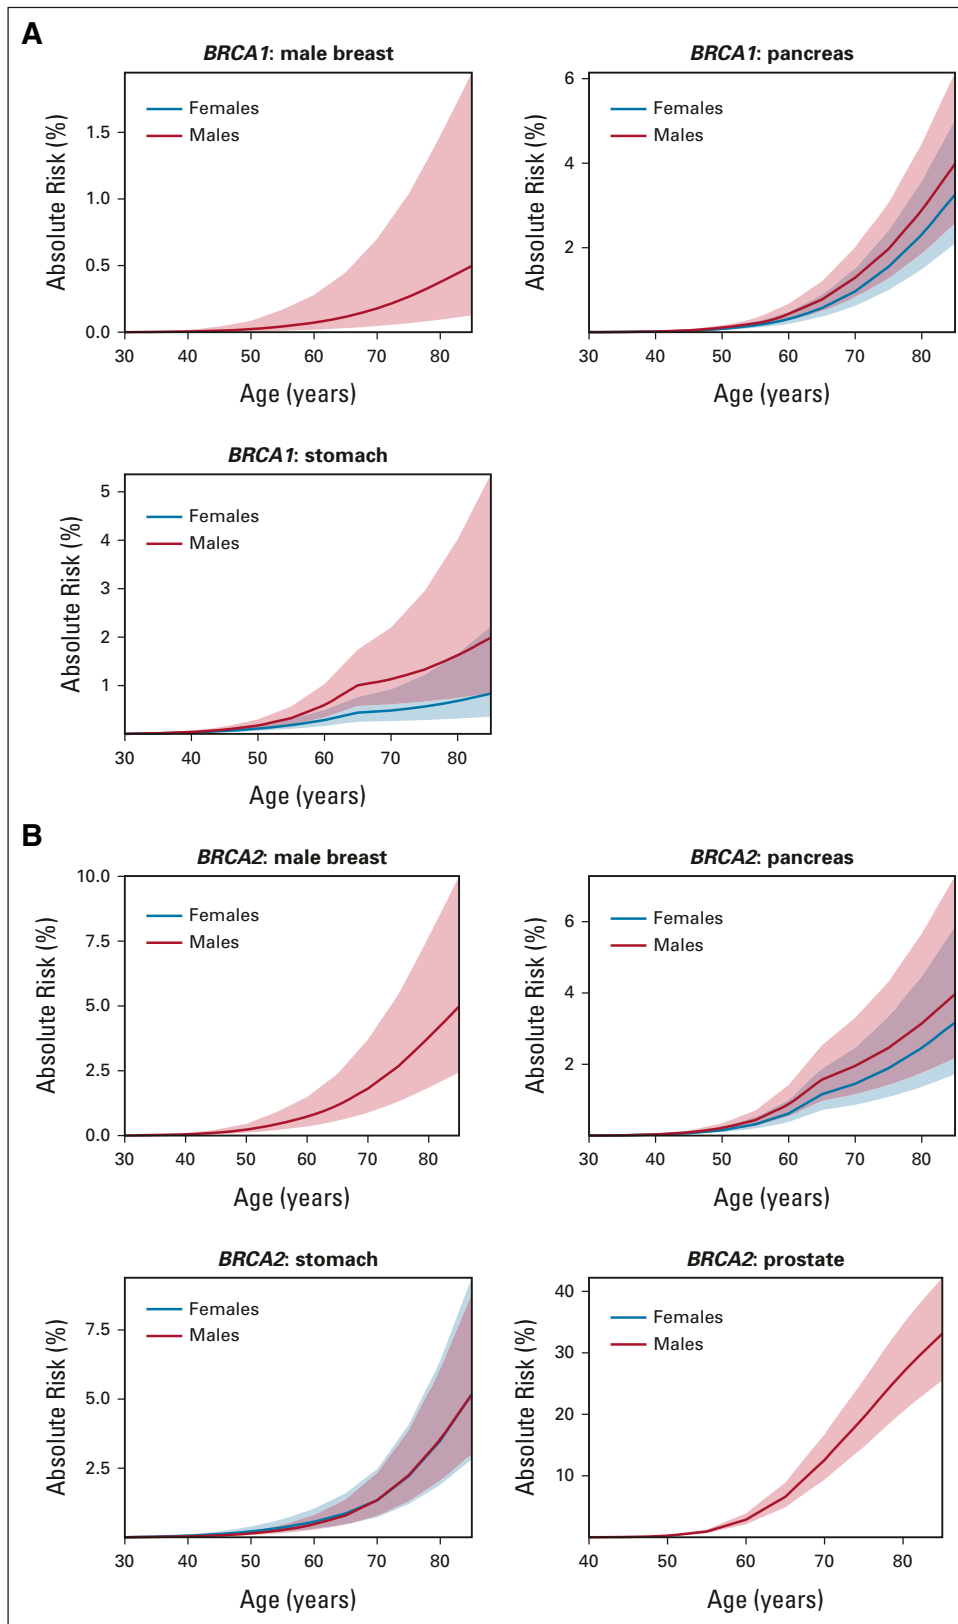 A
BRCA1: male breast
Absolute Risk (%)
1.5
1.0
0.5
0.0
Females
Males
30 40 50 60 70 80
Age (years)
BRCA1: pancreas
Absolute Risk (%)
6
4
2
Females
Males
30 40 50 60 70 80
Age (years)
BRCA1: stomach
Absolute Risk (%)
5
4
3
2
1
Females
Males
30 40 50 60 70 80
Age (years)
B
BRCA2: male breast
Absolute Risk (%)
10.0
7.5
5.0
2.5
0.0
Females
Males
30 40 50 60 70 80
Age (years)
BRCA2: pancreas
Absolute Risk (%)
6
4
2
Females
Males
30 40 50 60 70 80
Age (years)
BRCA2: stomach
Absolute Risk (%)
7.5
5.0
2.5
Females
Males
30 40 50 60 70 80
Age (years)
BRCA2: prostate
Absolute Risk (%)
40
30
20
10
Females
Males
40 50 60 70 80
Age (years)